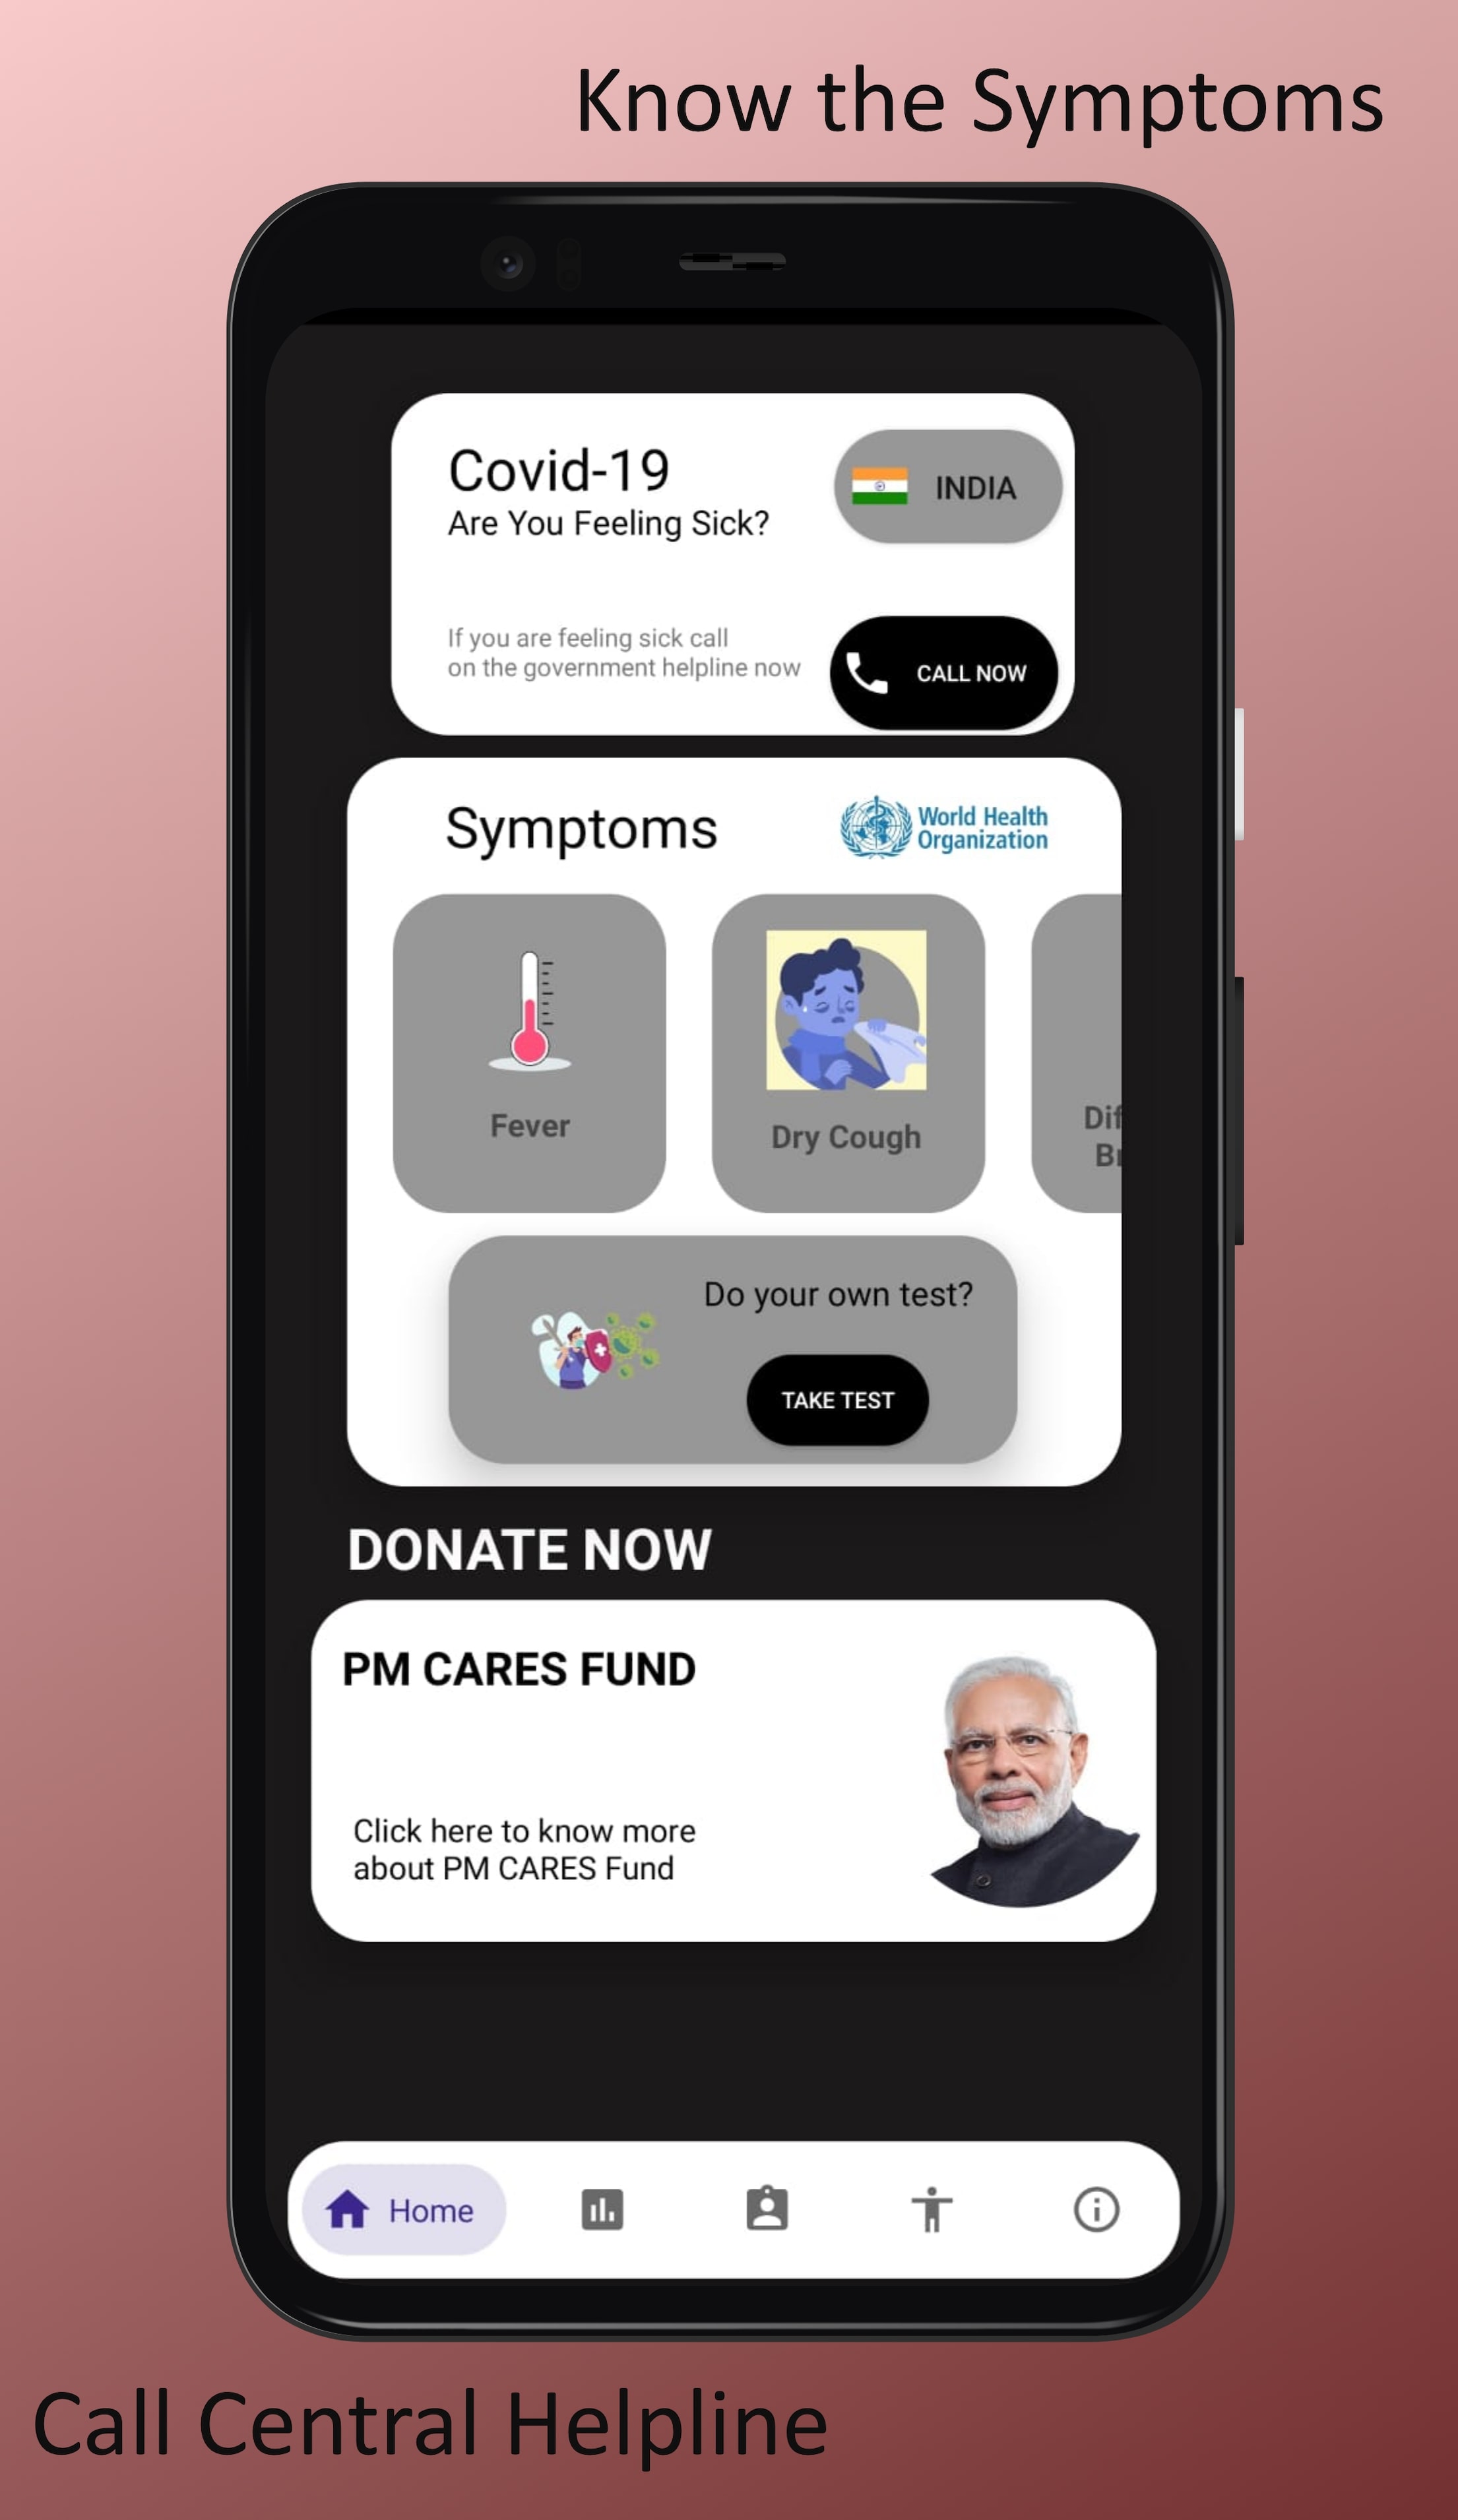 Know the Symptoms
Covid-19
INDIA
Are You Feeling Sick?
If you are feeling sick call
on the government helpline now
CALL NOW
Symptoms
World Health
Organization
Fever
Dry Cough
Do your own test?
TAKE TEST
DONATE NOW
PM CARES FUND
Click here to know more
about PM CARES Fund
Home
Call Central Helpline